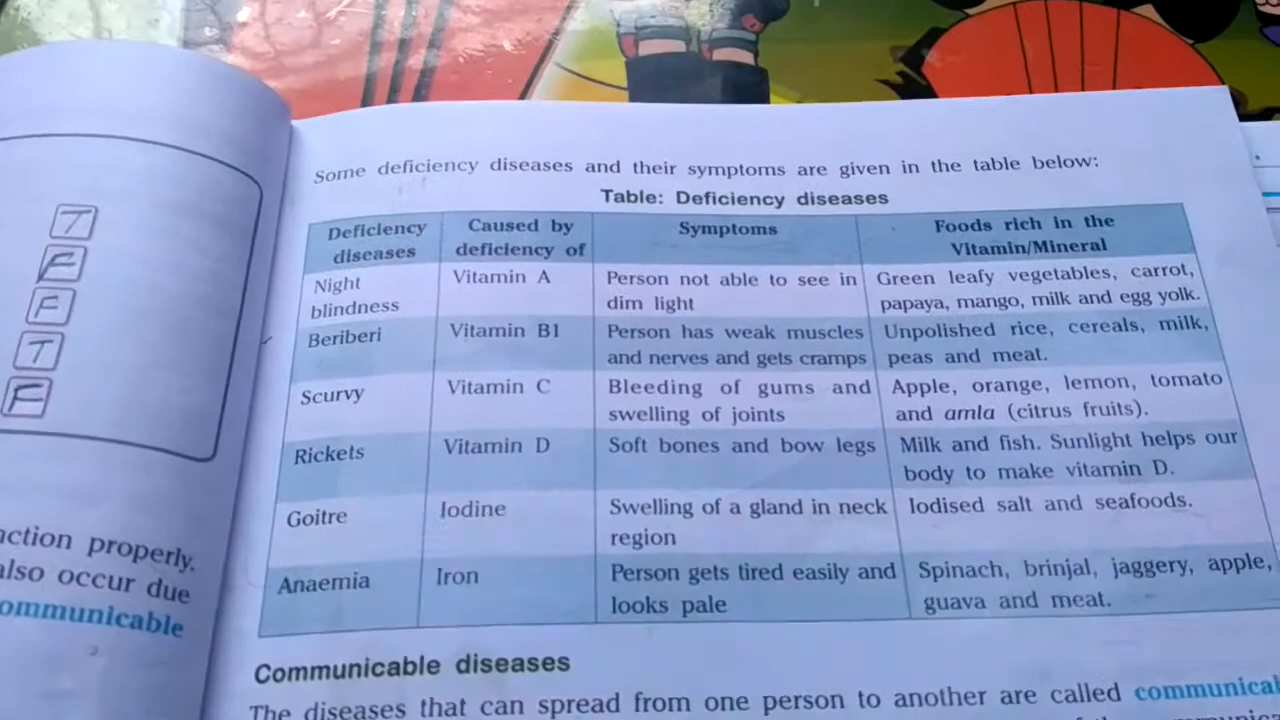 T
F
F
T
F
nction properly.
also occur due
ommunicable
Some deficiency diseases and their symptoms are given in the table below:
Table: Deficiency diseases
Deficiency diseases | Caused by deficiency of | Symptoms | Foods rich in the Vitamin/Mineral
Night blindness | Vitamin A | Person not able to see in dim light | Green leafy vegetables, carrot, papaya, mango, milk and egg yolk.
Beriberi | Vitamin B1 | Person has weak muscles and nerves and gets cramps | Unpolished rice, cereals, milk, peas and meat.
Scurvy | Vitamin C | Bleeding of gums and swelling of joints | Apple, orange, lemon, tomato and amla (citrus fruits).
Rickets | Vitamin D | Soft bones and bow legs | Milk and fish. Sunlight helps our body to make vitamin D.
Goitre | Iodine | Swelling of a gland in neck region | Iodised salt and seafoods.
Anaemia | Iron | Person gets tired easily and looks pale | Spinach, brinjal, jaggery, apple, guava and meat.
Communicable diseases
The diseases that can spread from one person to another are called communical